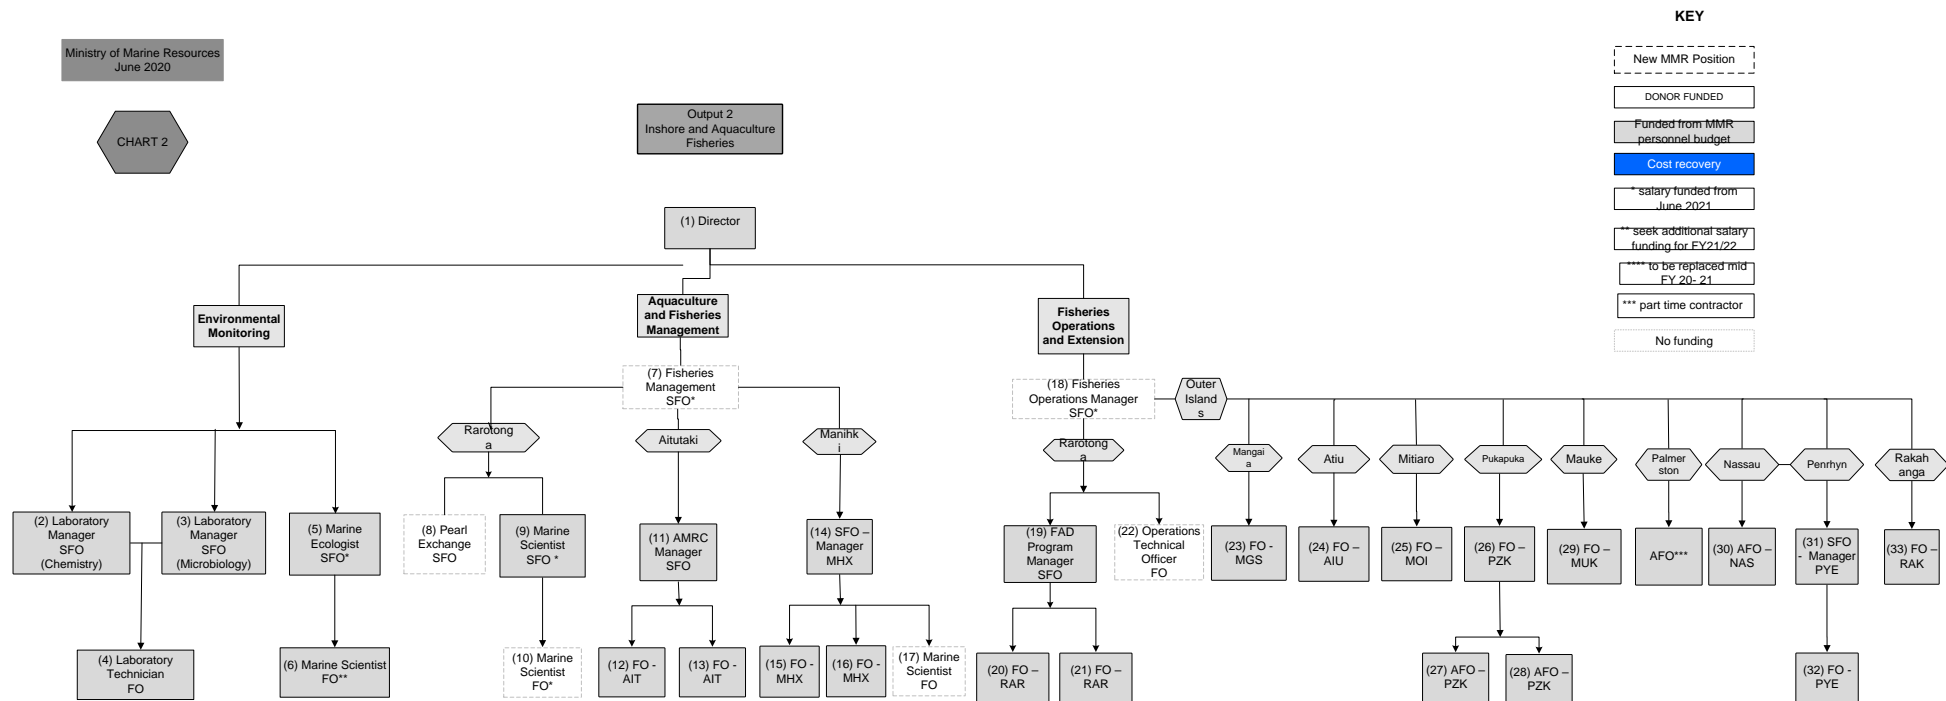 KEY
Ministry of Marine Resources
June 2020
New MMR Position
DONOR FUNDED
CHART 2
Output 2
Inshore and Aquaculture
Fisheries
Funded from MMR
personnel budget
Cost recovery
* salary funded from
June 2021
** seek additional salary
funding for FY21/22
**** to be replaced mid
FY 20- 21
*** part time contractor
No funding
(1) Director
Environmental
Monitoring
Aquaculture
and Fisheries
Management
Fisheries
Operations
and Extension
(7) Fisheries
Management
SFO*
(18) Fisheries
Operations Manager
SFO*
Outer
Island
s
Rarotong
a
Aitutaki
Manihi
ki
Rarotong
a
Mangai
a
Atiu
Mitiaro
Pukapuka
Mauke
Palmer
ston
Nassau
Penrhyn
Rakah
anga
(2) Laboratory
Manager
SFO
(Chemistry)
(3) Laboratory
Manager
SFO
(Microbiology)
(5) Marine
Ecologist
SFO*
(8) Pearl
Exchange
SFO
(9) Marine
Scientist
SFO *
(11) AMRC
Manager
SFO
(14) SFO –
Manager
MHX
(19) FAD
Program
Manager
SFO
(22) Operations
Technical
Officer
FO
(23) FO -
MGS
(24) FO –
AIU
(25) FO –
MOI
(26) FO –
PZK
(29) FO –
MUK
AFO***
(30) AFO –
NAS
(31) SFO
- Manager
PYE
(33) FO –
RAK
(4) Laboratory
Technician
FO
(6) Marine Scientist
FO**
(10) Marine
Scientist
FO*
(12) FO -
AIT
(13) FO -
AIT
(15) FO -
MHX
(16) FO -
MHX
(17) Marine
Scientist
FO
(20) FO –
RAR
(21) FO –
RAR
(27) AFO –
PZK
(28) AFO –
PZK
(32) FO -
PYE